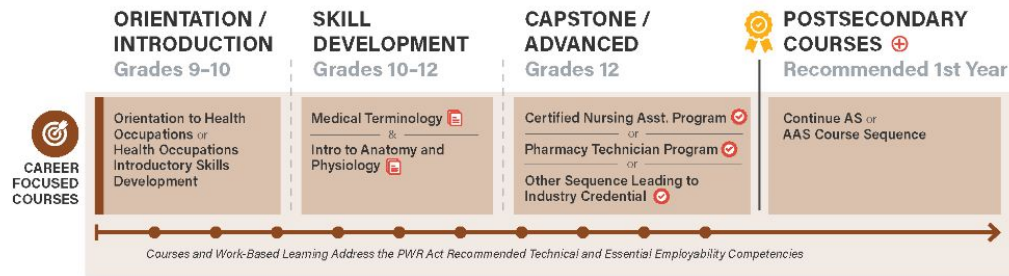 ORIENTATION /
INTRODUCTION
Grades 9–10
SKILL
DEVELOPMENT
Grades 10–12
CAPSTONE /
ADVANCED
Grades 12
POSTSECONDARY
COURSES
Recommended 1st Year
CAREER
FOCUSED
COURSES
Orientation to Health
Occupations or
Health Occupations
Introductory Skills
Development
Medical Terminology
&
Intro to Anatomy and
Physiology
Certified Nursing Asst. Program
or
Pharmacy Technician Program
or
Other Sequence Leading to
Industry Credential
Continue AS or
AAS Course Sequence
Courses and Work-Based Learning Address the PWR Act Recommended Technical and Essential Employability Competencies